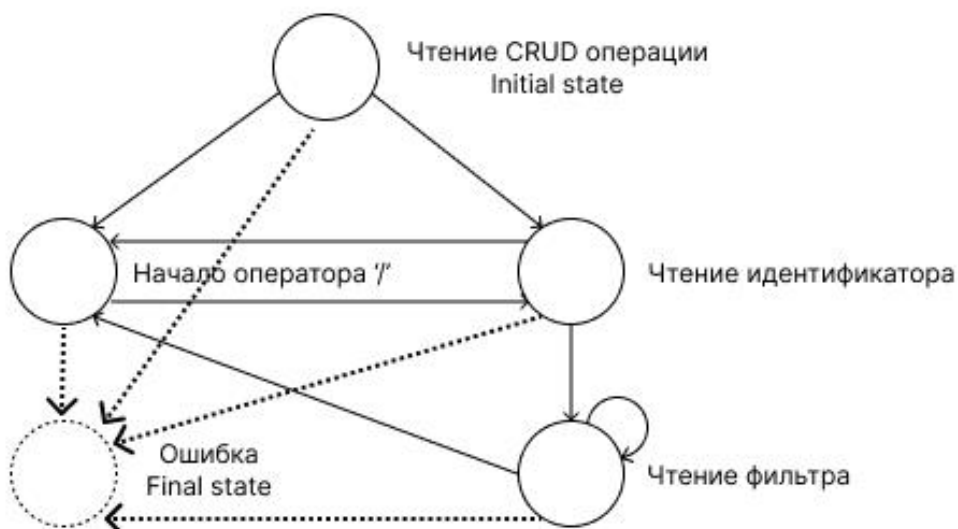 Чтение CRUD операции
Initial state
Начало оператора '/'
Чтение идентификатора
Ошибка
Final state
Чтение фильтра